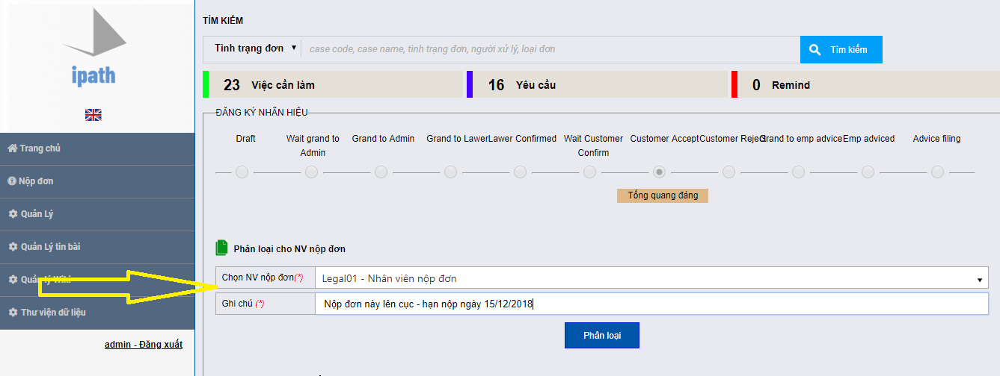 ipath
Trang chủ
Nộp đơn
Quản Lý
Quản Lý tin bài
Quản lý Wiki
Thư viện dữ liệu
admin - Đăng xuất
TÌM KIẾM
Tình trạng đơn ▼ case code, case name, tình trạng đơn, người xử lý, loại đơn Tìm kiếm
23 Việc cần làm 16 Yêu cầu 0 Remind
ĐĂNG KÝ NHÃN HIỆU
Draft Wait grand to Grand to Admin Grand to Lawer Lawer Confirmed Wait Customer Customer Accept Customer Reject Grand to emp advice Emp adviced Advice filing
Admin Confirm
Tống quang đáng
Phân loại cho NV nộp đơn
Chọn NV nộp đơn(*) Legal01 - Nhân viên nộp đơn
Ghi chú (*) Nộp đơn này lên cục - hạn nộp ngày 15/12/2018
Phân loại